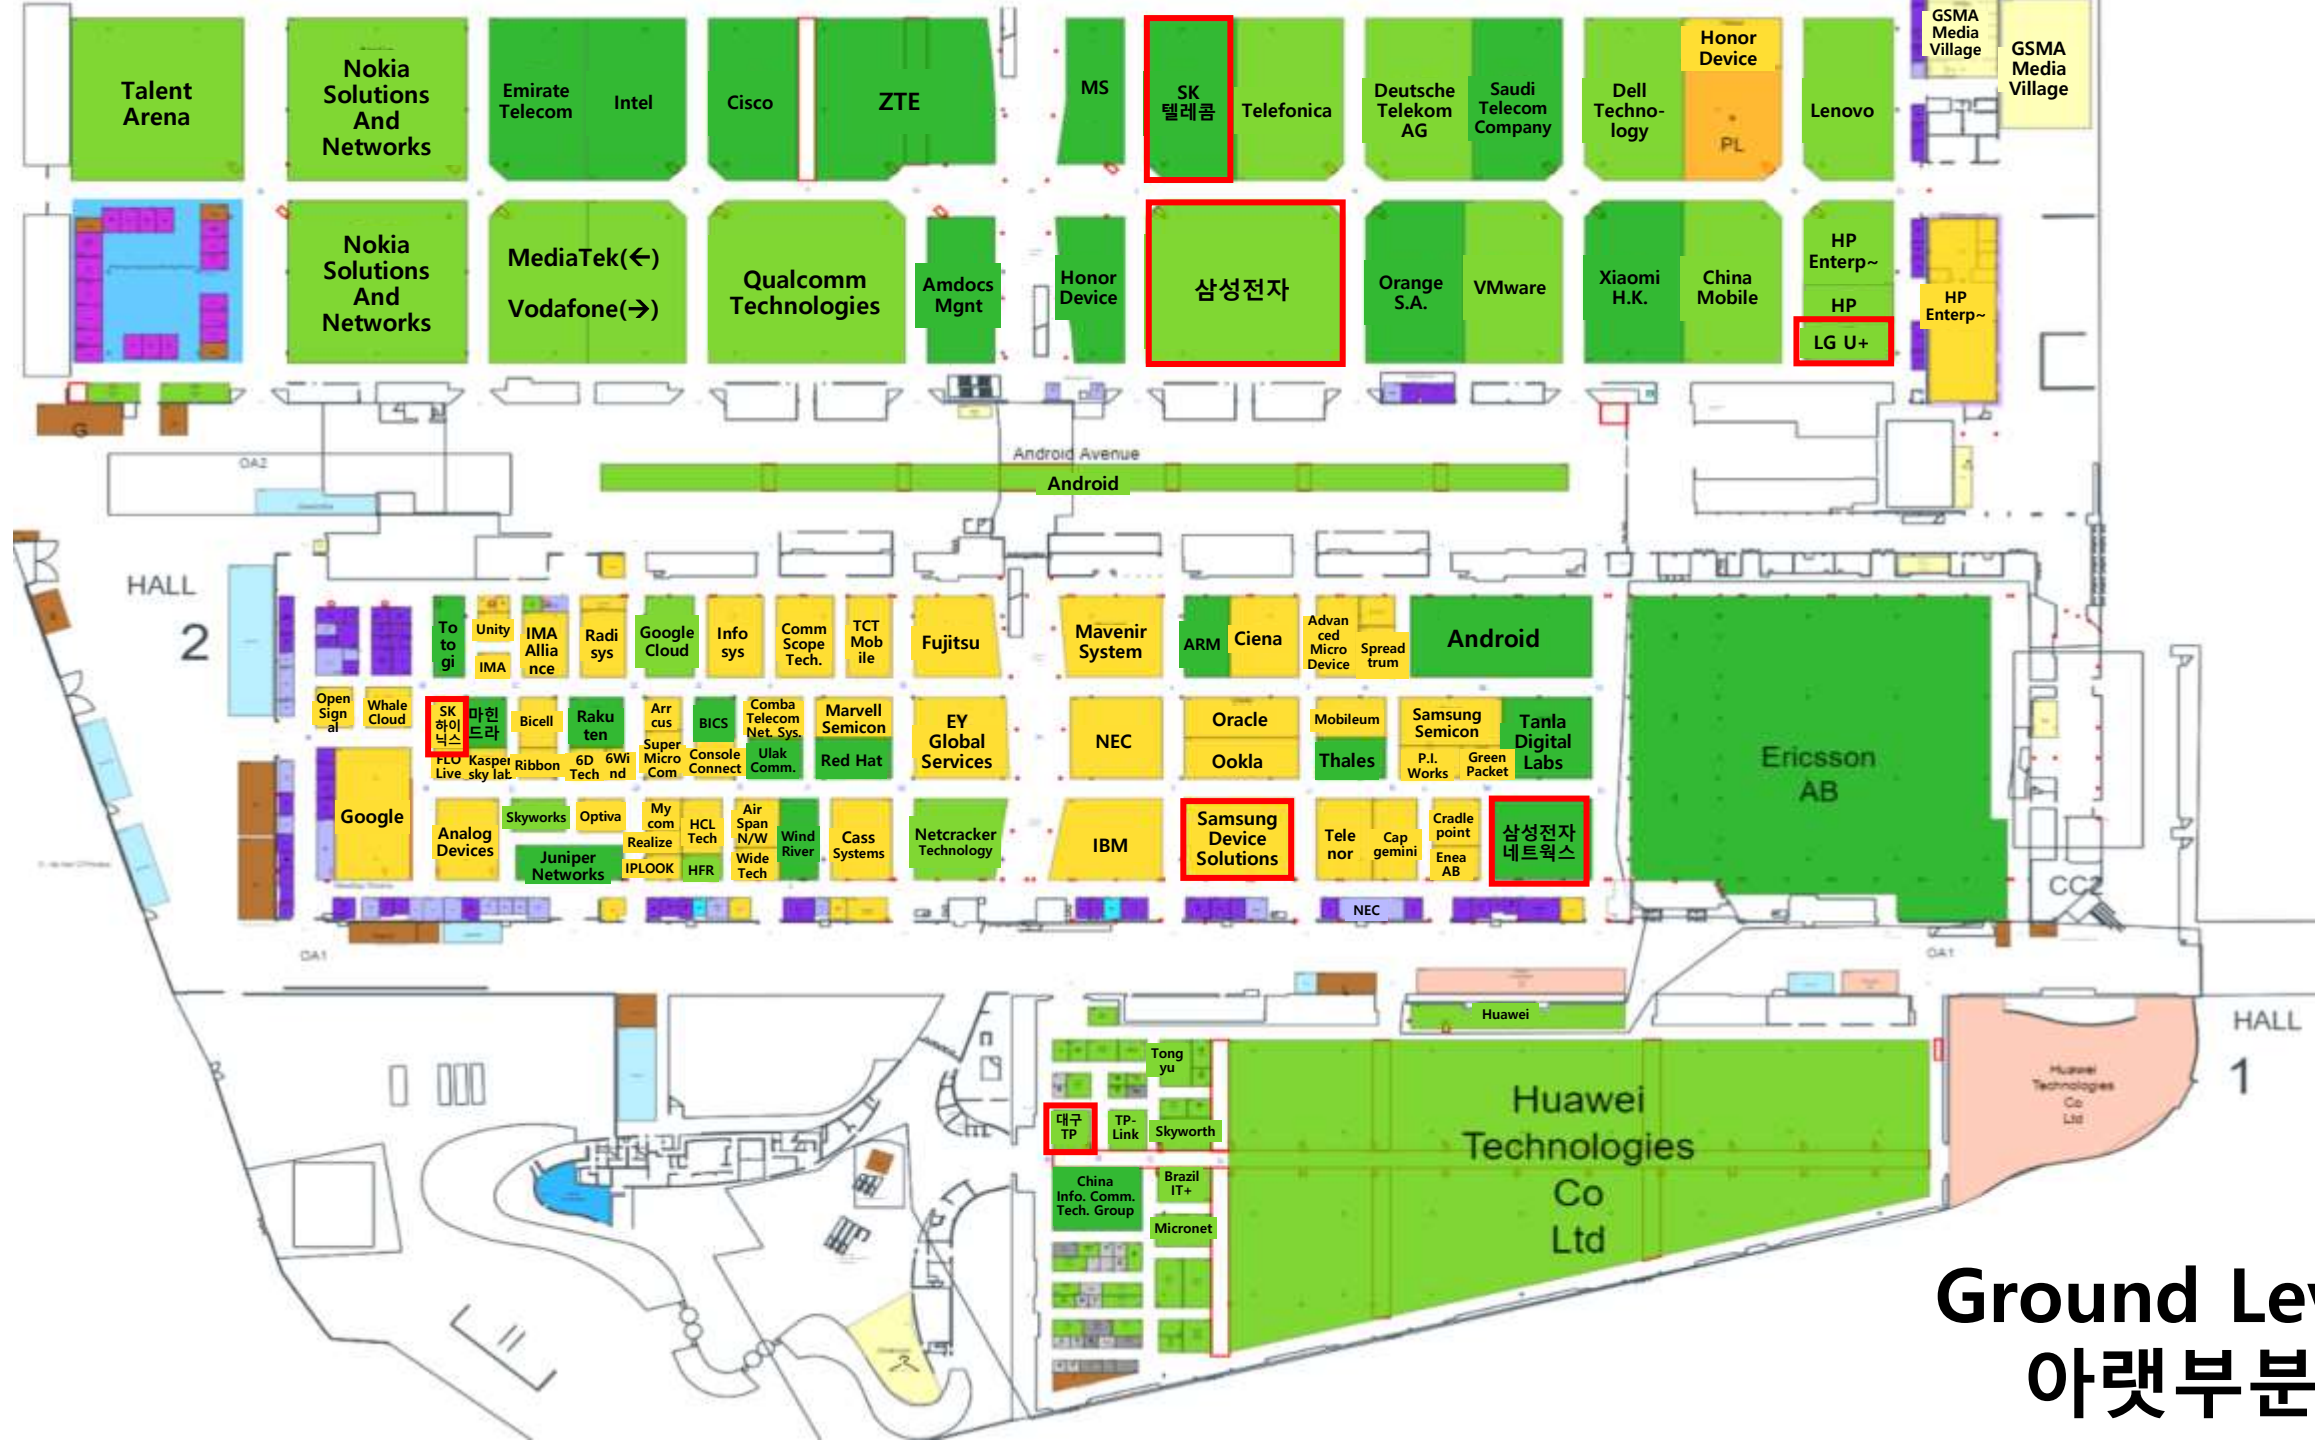 Talent
Arena
Nokia
Solutions
And
Networks
Emirate
Telecom
Intel
Cisco
ZTE
MS
SK
텔레콤
Telefonica
Deutsche
Telekom
AG
Saudi
Telecom
Company
Dell
Techno-
logy
Honor
Device
PL
Lenovo
GSMA
Media
Village
GSMA
Media
Village
Nokia
Solutions
And
Networks
MediaTek(←)
Vodafone(→)
Qualcomm
Technologies
Amdocs
Mgnt
Honor
Device
삼성전자
Orange
S.A.
VMware
Xiaomi
H.K.
China
Mobile
HP
Enterp~
HP
LG U+
HP
Enterp~
G
OA2
Android Avenue
Android
HALL
2
To
to
gi
Unity
IMA
IMA
Allia
nce
Radi
sys
Google
Cloud
Info
sys
Comm
Scope
Tech.
TCT
Mob
ile
Fujitsu
Mavenir
System
ARM
Ciena
Advan
ced
Micro
Device
Spread
trum
Android
Open
Sign
al
Whale
Cloud
SK
하이
닉스
마힌
드라
Bicell
Raku
ten
Arr
cus
BICS
Comba
Telecom
Net. Sys.
Marvell
Semicon
EY
Global
Services
NEC
Oracle
Mobileum
Samsung
Semicon
Tanla
Digital
Labs
FLO
Live
Kasper
sky lab
Ribbon
6D
Tech
6Wi
nd
Super
Micro
Com
Console
Connect
Ulak
Comm.
Red Hat
Ookla
Thales
P.I.
Works
Green
Packet
Ericsson
AB
Google
Analog
Devices
Skyworks
Optiva
My
com
Realize
IPLOOK
HCL
Tech
HFR
Air
Span
N/W
Wide
Tech
Wind
River
Cass
Systems
Netcracker
Technology
IBM
Samsung
Device
Solutions
Tele
nor
Cap
gemini
Cradle
point
Enea
AB
삼성전자
네트웍스
Juniper
Networks
NEC
CC2
OA1
OA1
Huawei
HALL
1
Tong
yu
대구
TP
TP-
Link
Skyworth
China
Info. Comm.
Tech. Group
Brazil
IT+
Micronet
Huawei
Technologies
Co
Ltd
Huawei
Technologies
Co
Ltd
Ground Lev
아랫부분